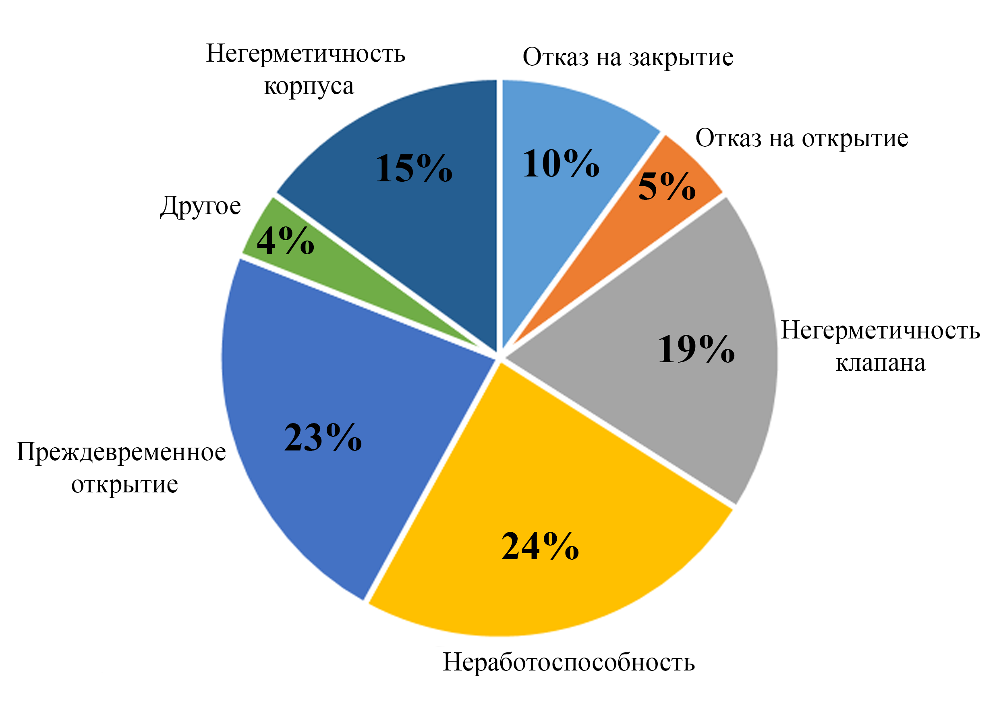 Негерметичность
корпуса
Отказ на закрытие
Отказ на открытие
15%
10%
5%
Другое
4%
Негерметичность
клапана
19%
23%
Преждевременное
открытие
24%
Неработоспособность